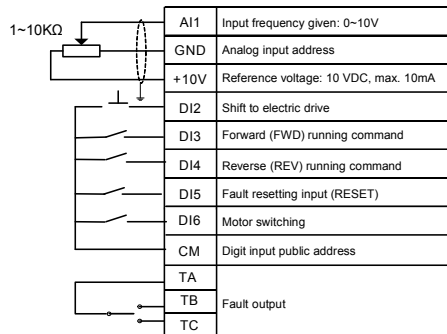 1~10KΩ
AI1 Input frequency given: 0~10V
GND Analog input address
+10V Reference voltage: 10 VDC, max. 10mA
DI2 Shift to electric drive
DI3 Forward (FWD) running command
DI4 Reverse (REV) running command
DI5 Fault resetting input (RESET)
DI6 Motor switching
CM Digit input public address
TA
TB Fault output
TC